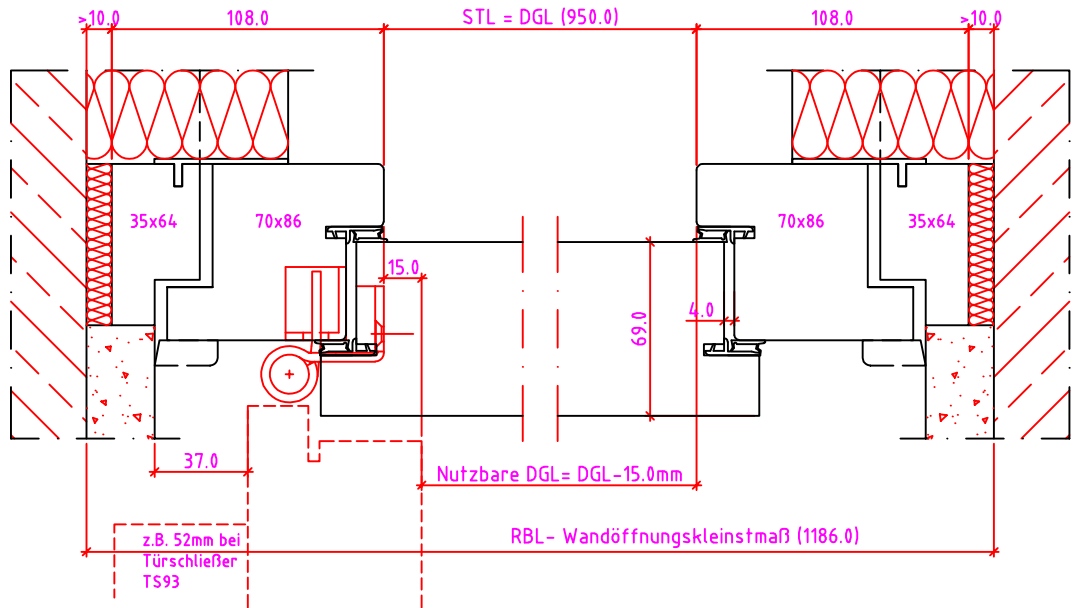 >10.0
108.0
STL = DGL (950.0)
108.0
>10.0
35x64
70x86
70x86
35x64
15.0
4.0
69.0
37.0
Nutzbare DGL= DGL-15.0mm
RBL- Wandöffnungskleinstmaß (1186.0)
z.B. 52mm bei
Türschließer
TS93